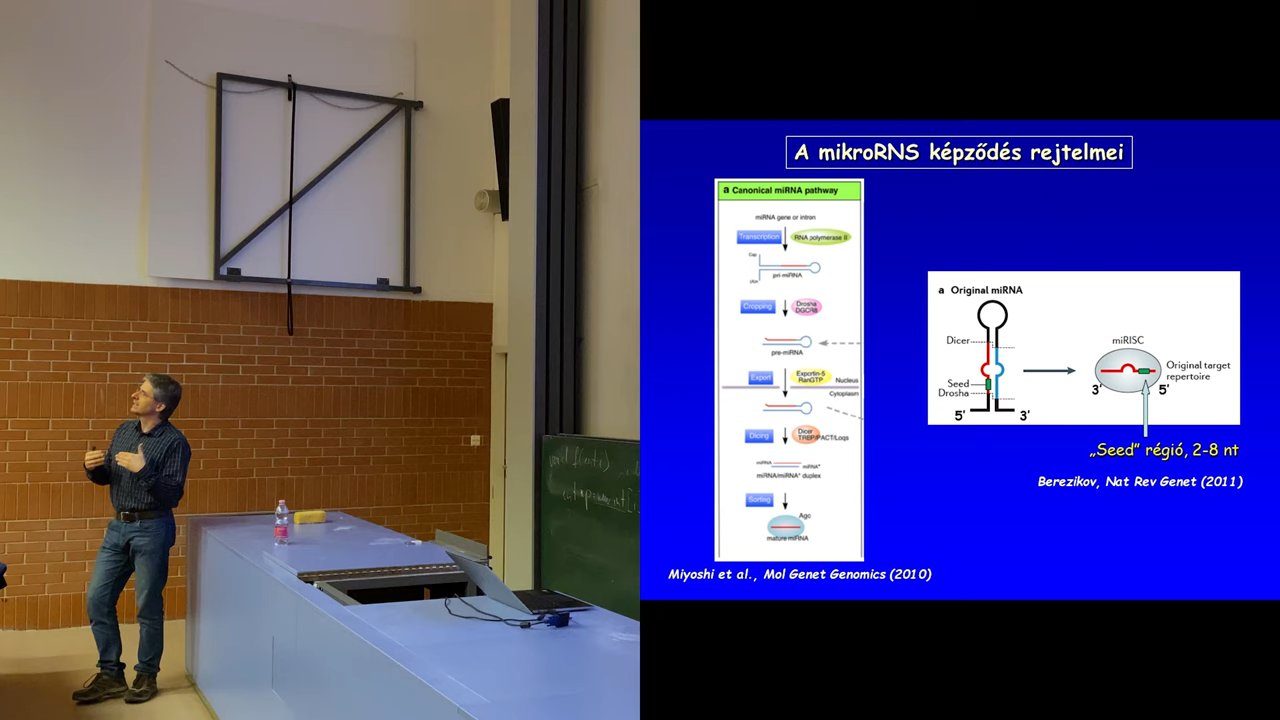 A mikroRNS képződés rejtelmei
a Canonical miRNA pathway
miRNA gene or intron
Transcription
RNA polymerase II
Cap
pri-miRNA
Cropping
Drosha
DGCR8
pre-miRNA
Export
Exportin-5
RanGTP
Nucleus
Cytoplasm
Dicing
Dicer
TRBP/PACT/Loqs
miRNA
miRNA*
miRNA/miRNA* duplex
Sorting
Ago
mature miRNA
Miyoshi et al., Mol Genet Genomics (2010)
a Original miRNA
Dicer
Seed
Drosha
5'
3'
miRISC
Original target
repertoire
3'
5'
„Seed” régió, 2-8 nt
Berezikov, Nat Rev Genet (2011)